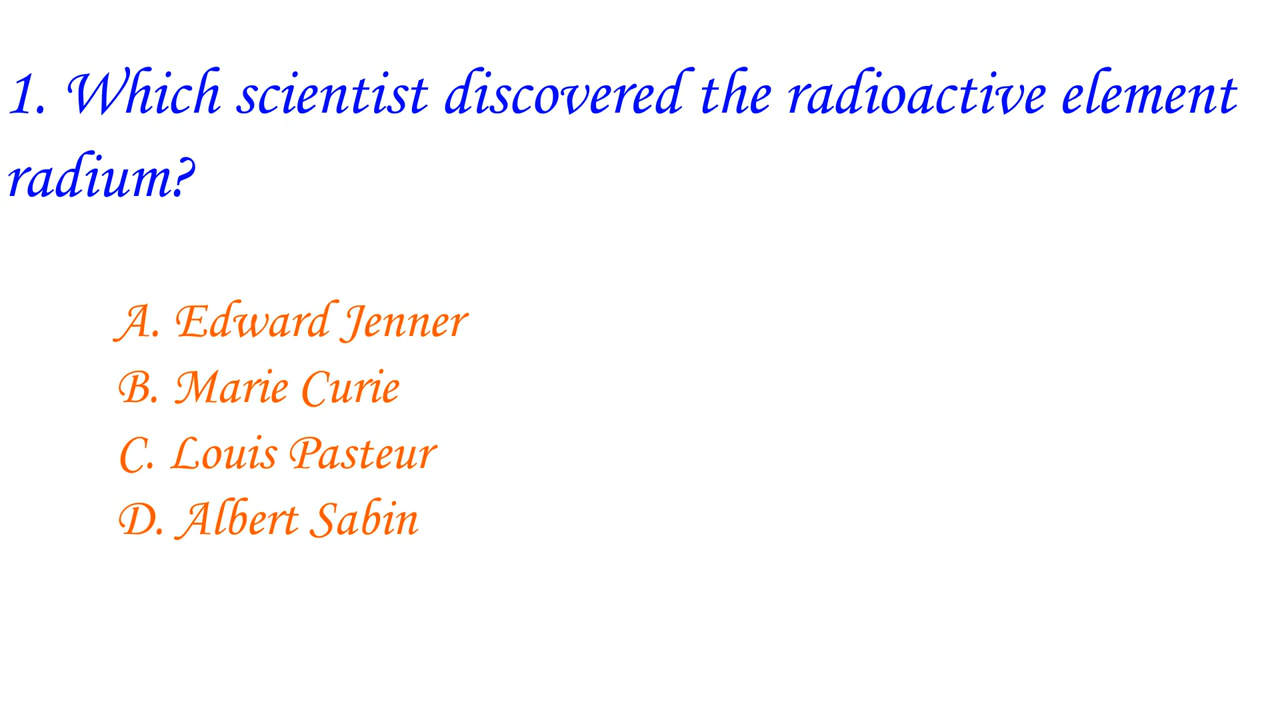 1. Which scientist discovered the radioactive element
radium?
A. Edward Jenner
B. Marie Curie
C. Louis Pasteur
D. Albert Sabin